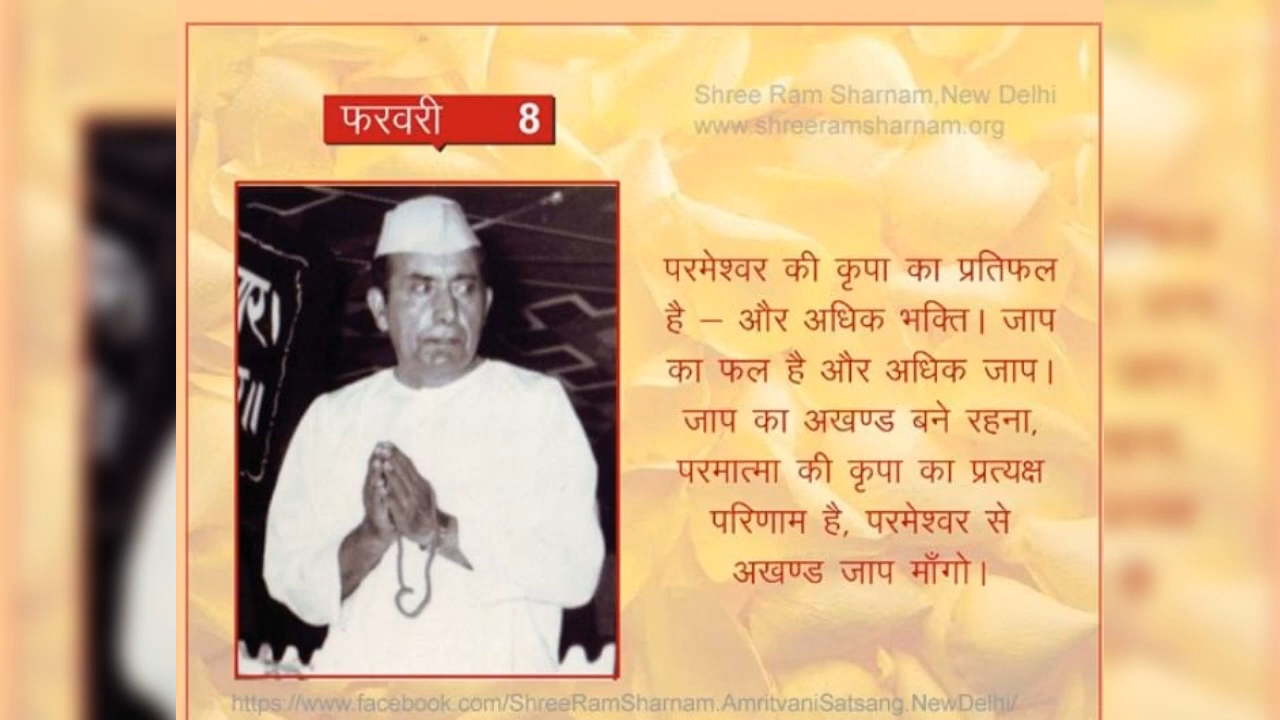 फरवरी 8
Shree Ram Sharnam,New Delhi
www.shreeramsharnam.org
परमेश्वर की कृपा का प्रतिफल
है – और अधिक भक्ति। जाप
का फल है और अधिक जाप।
जाप का अखण्ड बने रहना,
परमात्मा की कृपा का प्रत्यक्ष
परिणाम है, परमेश्वर से
अखण्ड जाप माँगो।
https://www.facebook.com/ShreeRamSharnam.AmritvaniSatsang.NewDelhi/